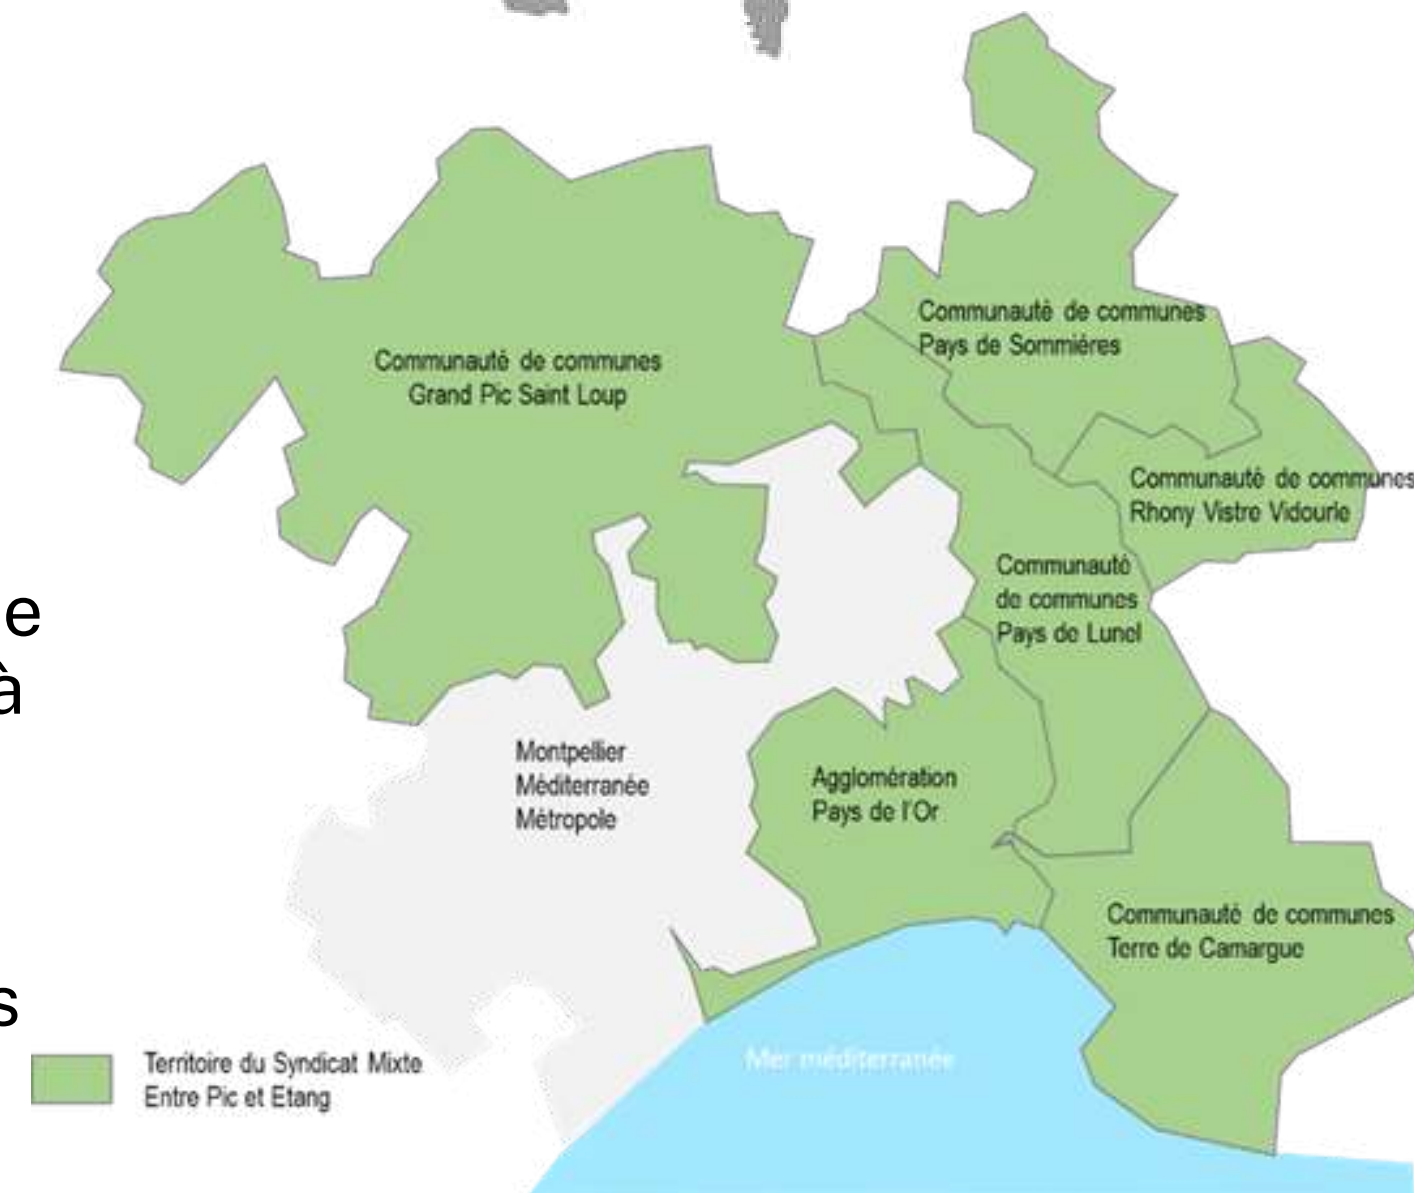 Communauté de communes
Pays de Sommières
Communauté de communes
Grand Pic Saint Loup
Communauté de communes
Rhony Vistre Vidourle
Communauté
de communes
Pays de Lunel
e
à
Montpellier
Méditerranée
Métropole
Agglomération
Pays de l'Or
Communauté de communes
Terre de Camargue
s
Mer méditerranée
Territoire du Syndicat Mixte
Entre Pic et Etang